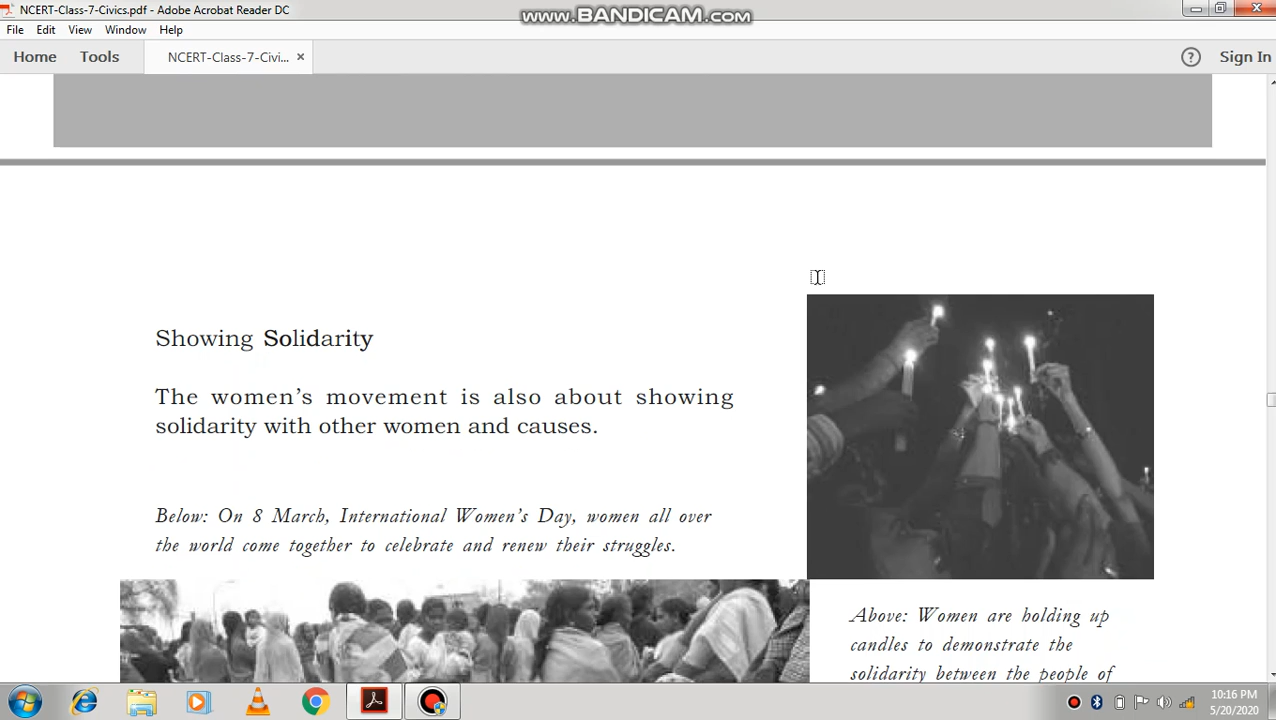 NCERT-Class-7-Civics.pdf - Adobe Acrobat Reader DC
www.BANDICAM.com
File Edit View Window Help
Home Tools NCERT-Class-7-Civi... × ? Sign In
Showing Solidarity
The women's movement is also about showing
solidarity with other women and causes.
Below: On 8 March, International Women's Day, women all over
the world come together to celebrate and renew their struggles.
Above: Women are holding up
candles to demonstrate the
solidarity between the people of
10:16 PM
5/20/2020